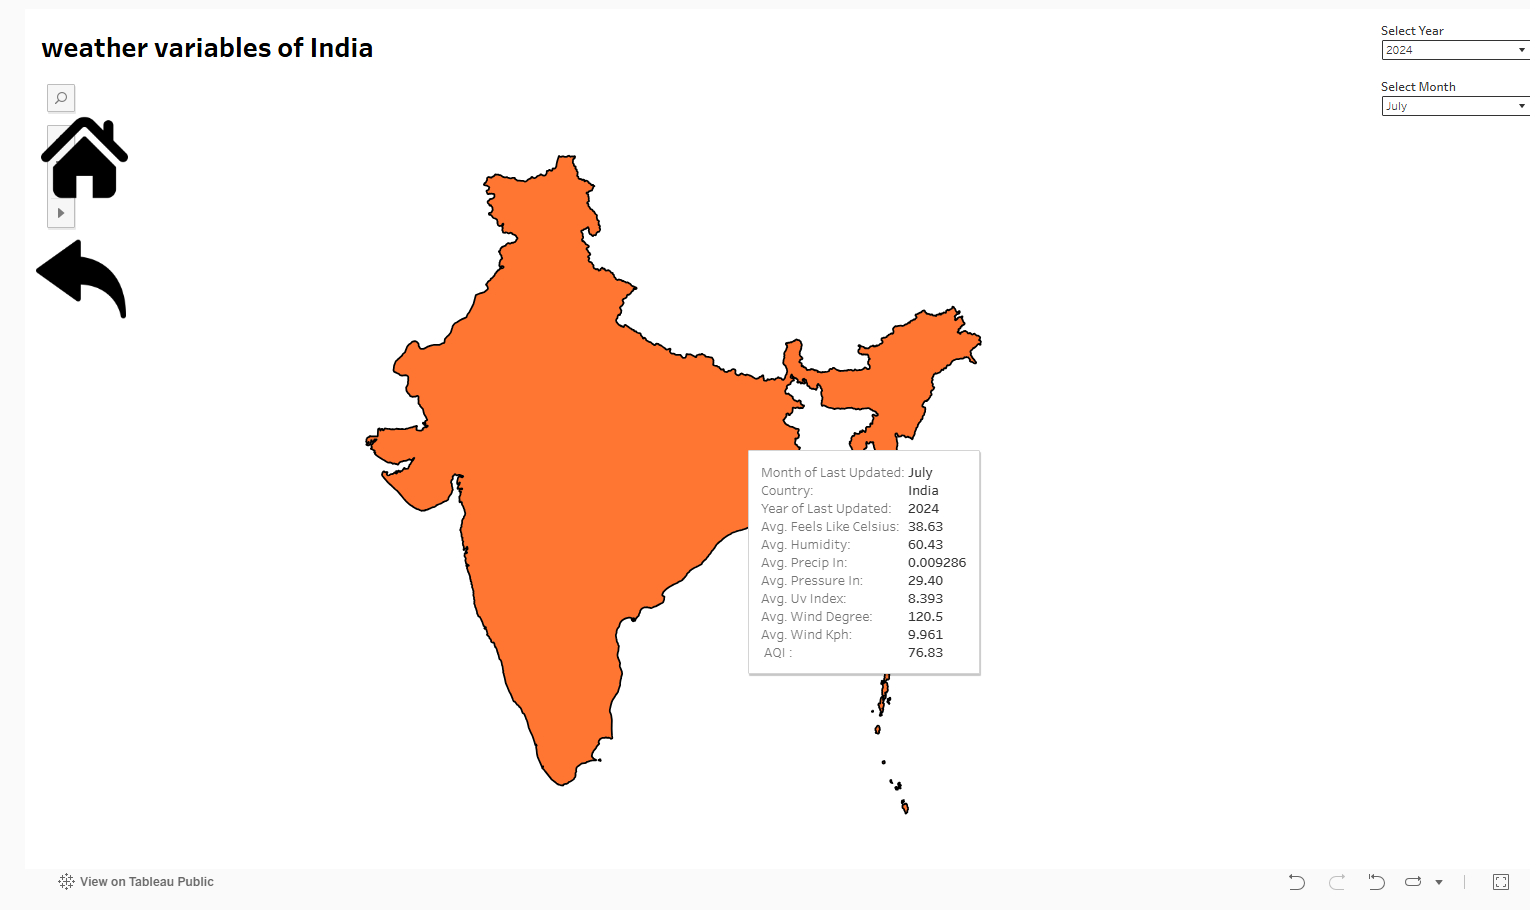 weather variables of India
Select Year
2024
Select Month
July
Month of Last Updated: July
Country: India
Year of Last Updated: 2024
Avg. Feels Like Celsius: 38.63
Avg. Humidity: 60.43
Avg. Precip In: 0.009286
Avg. Pressure In: 29.40
Avg. Uv Index: 8.393
Avg. Wind Degree: 120.5
Avg. Wind Kph: 9.961
AQI : 76.83
View on Tableau Public